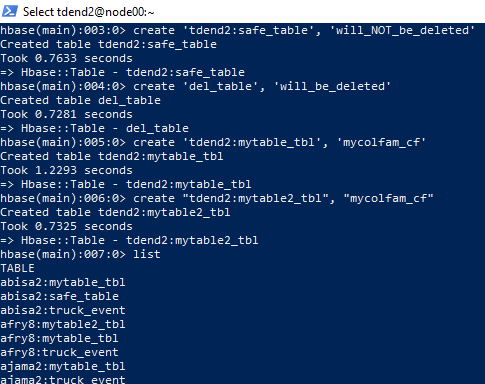 Select tdend2@node00:~
hbase(main):003:0> create 'tdend2:safe_table', 'will_NOT_be_deleted'
Created table tdend2:safe_table
Took 0.7633 seconds
=> Hbase::Table - tdend2:safe_table
hbase(main):004:0> create 'del_table', 'will_be_deleted'
Created table del_table
Took 0.7281 seconds
=> Hbase::Table - del_table
hbase(main):005:0> create 'tdend2:mytable_tbl', 'mycolfam_cf'
Created table tdend2:mytable_tbl
Took 1.2293 seconds
=> Hbase::Table - tdend2:mytable_tbl
hbase(main):006:0> create "tdend2:mytable2_tbl", "mycolfam_cf"
Created table tdend2:mytable2_tbl
Took 0.7325 seconds
=> Hbase::Table - tdend2:mytable2_tbl
hbase(main):007:0> list
TABLE
abisa2:mytable_tbl
abisa2:safe_table
abisa2:truck_event
afry8:mytable2_tbl
afry8:mytable_tbl
afry8:truck_event
ajama2:mytable_tbl
ajama2:truck_event